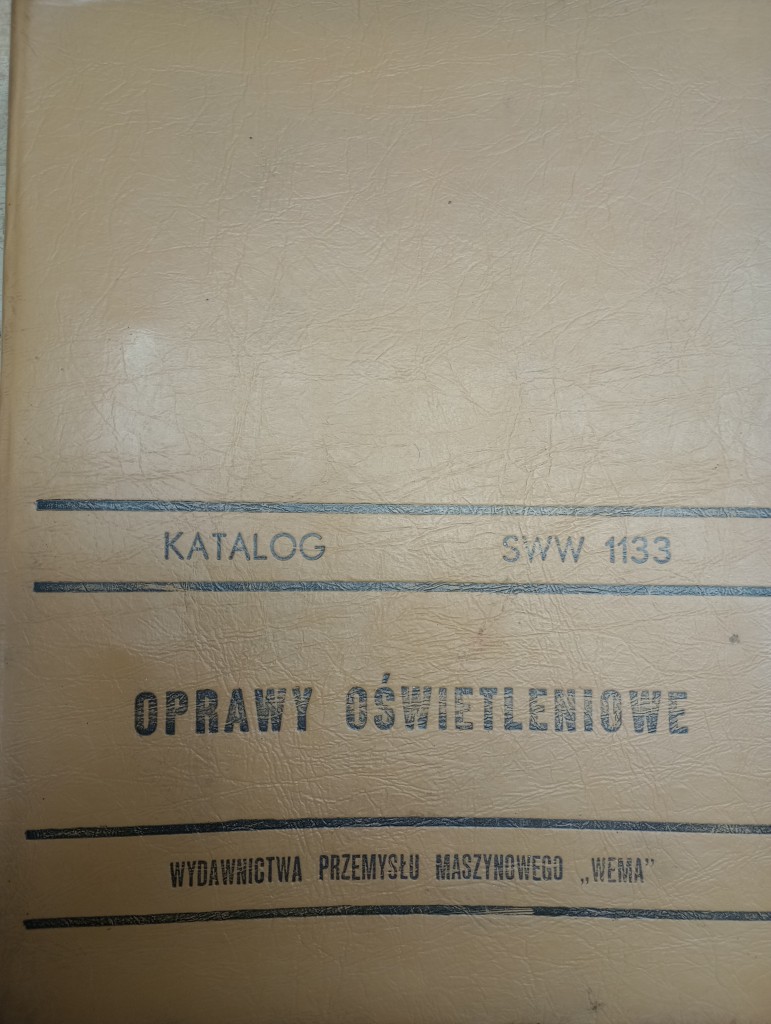 KATALOG SWW 1133
OPRAWY OŚWIETLENIOWE
WYDAWNICTWA PRZEMYSŁU MASZYNOWEGO „WEMA”